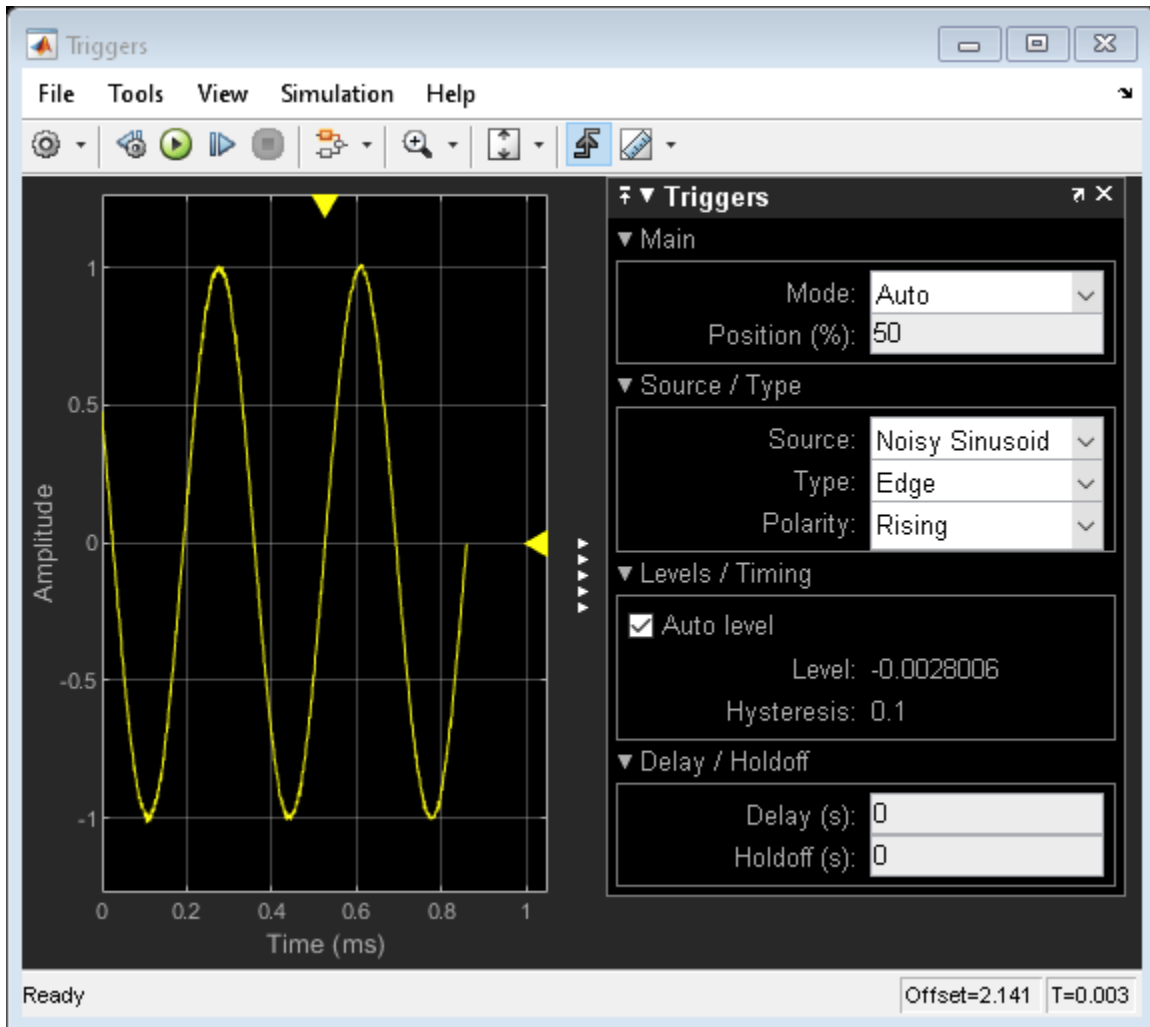 Triggers
File Tools View Simulation Help
1
0.5
0
-0.5
-1
Amplitude
0 0.2 0.4 0.6 0.8 1
Time (ms)
Triggers
Main
Mode: Auto
Position (%): 50
Source / Type
Source: Noisy Sinusoid
Type: Edge
Polarity: Rising
Levels / Timing
Auto level
Level: -0.0028006
Hysteresis: 0.1
Delay / Holdoff
Delay (s): 0
Holdoff (s): 0
Ready Offset=2.141 T=0.003